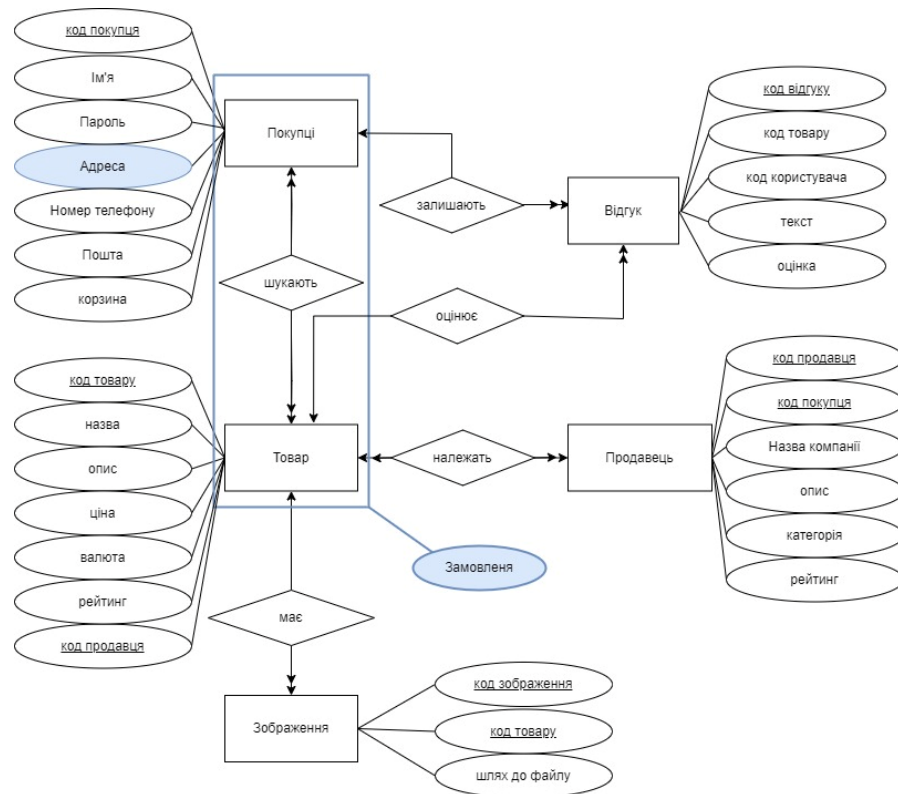 код покупця
Ім'я
Пароль
Адреса
Номер телефону
Пошта
корзина
Покупці
залишають
Відгук
код відгуку
код товару
код користувача
текст
оцінка
шукають
оцінює
код товару
назва
опис
ціна
валюта
рейтинг
код продавця
Товар
належать
Продавець
код продавця
код покупця
Назва компанії
опис
категорія
рейтинг
Замовленя
має
Зображення
код зображення
код товару
шлях до файлу